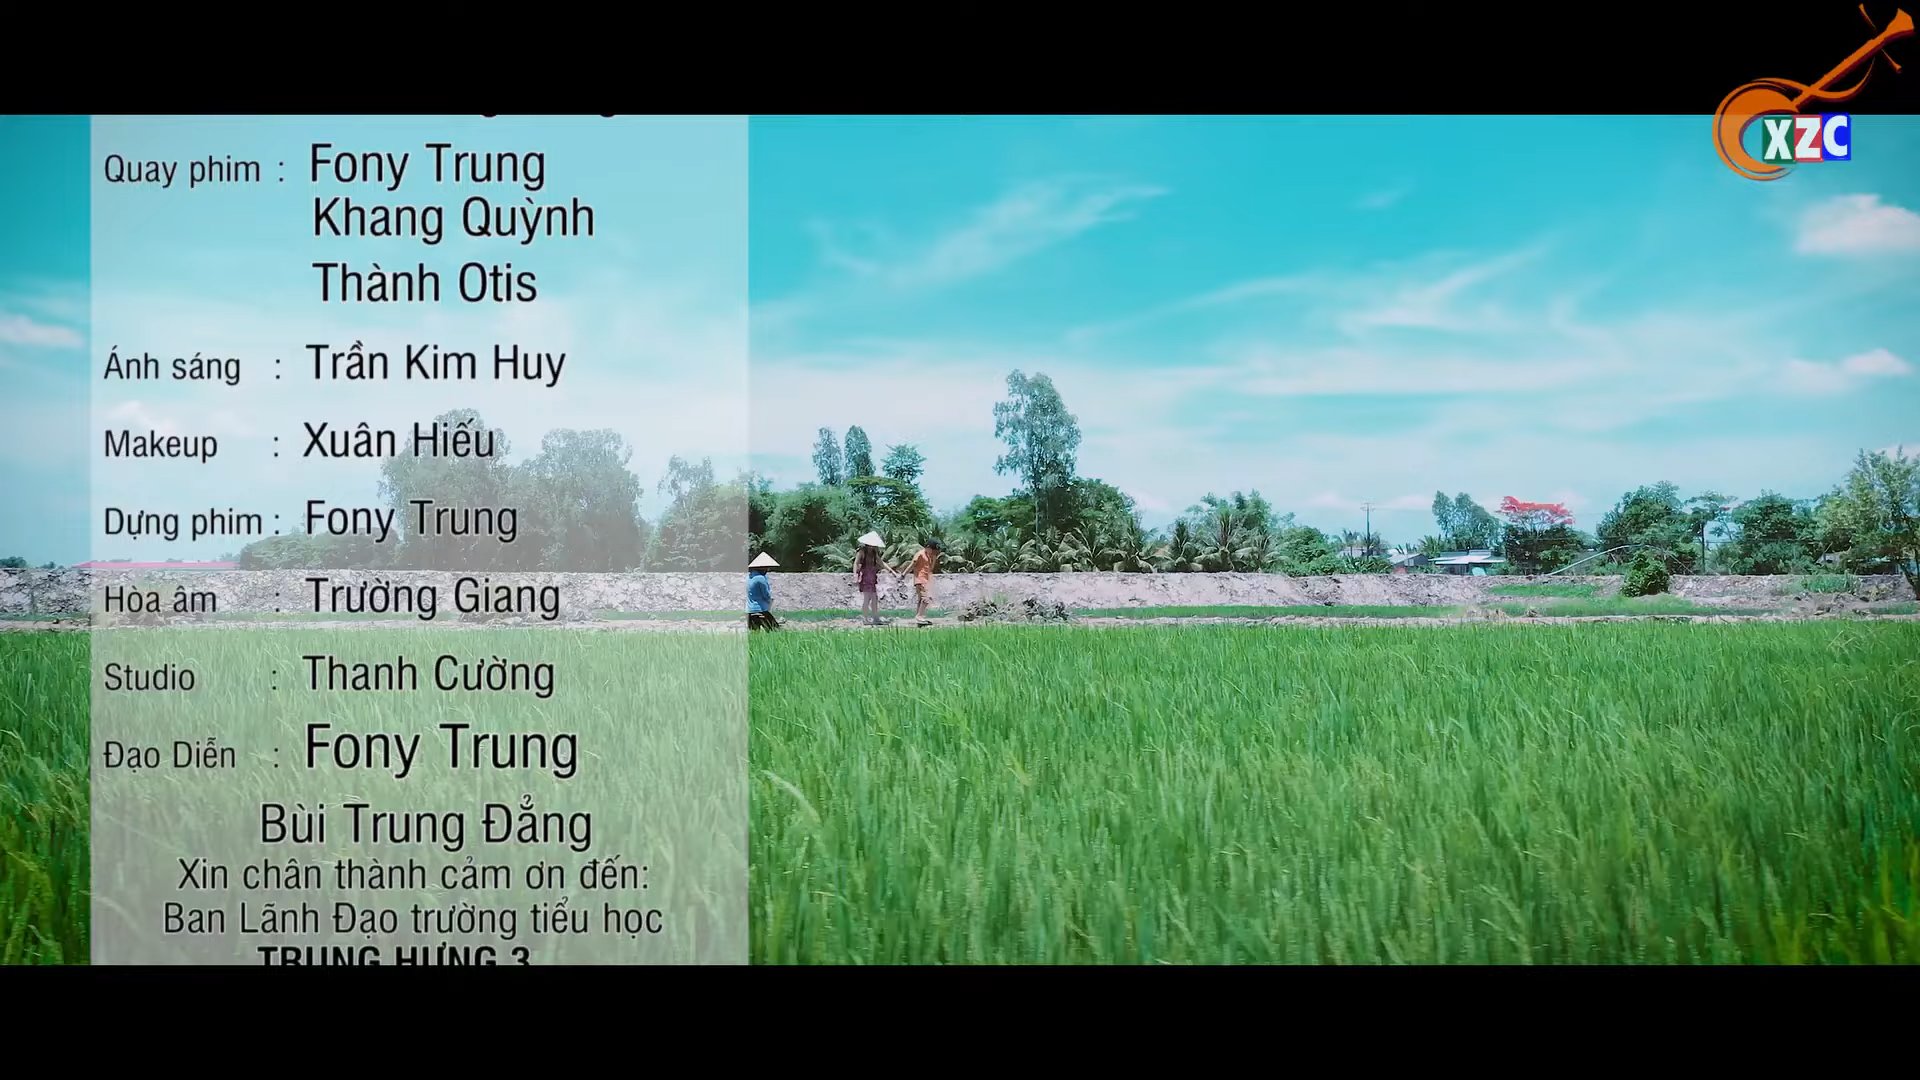 XZC
Quay phim : Fony Trung
Khang Quỳnh
Thành Otis
Ánh sáng : Trần Kim Huy
Makeup : Xuân Hiếu
Dựng phim : Fony Trung
Hòa âm : Trường Giang
Studio : Thanh Cường
Đạo Diễn : Fony Trung
Bùi Trung Đẳng
Xin chân thành cảm ơn đến:
Ban Lãnh Đạo trường tiểu học
TRUNG HƯNG 3